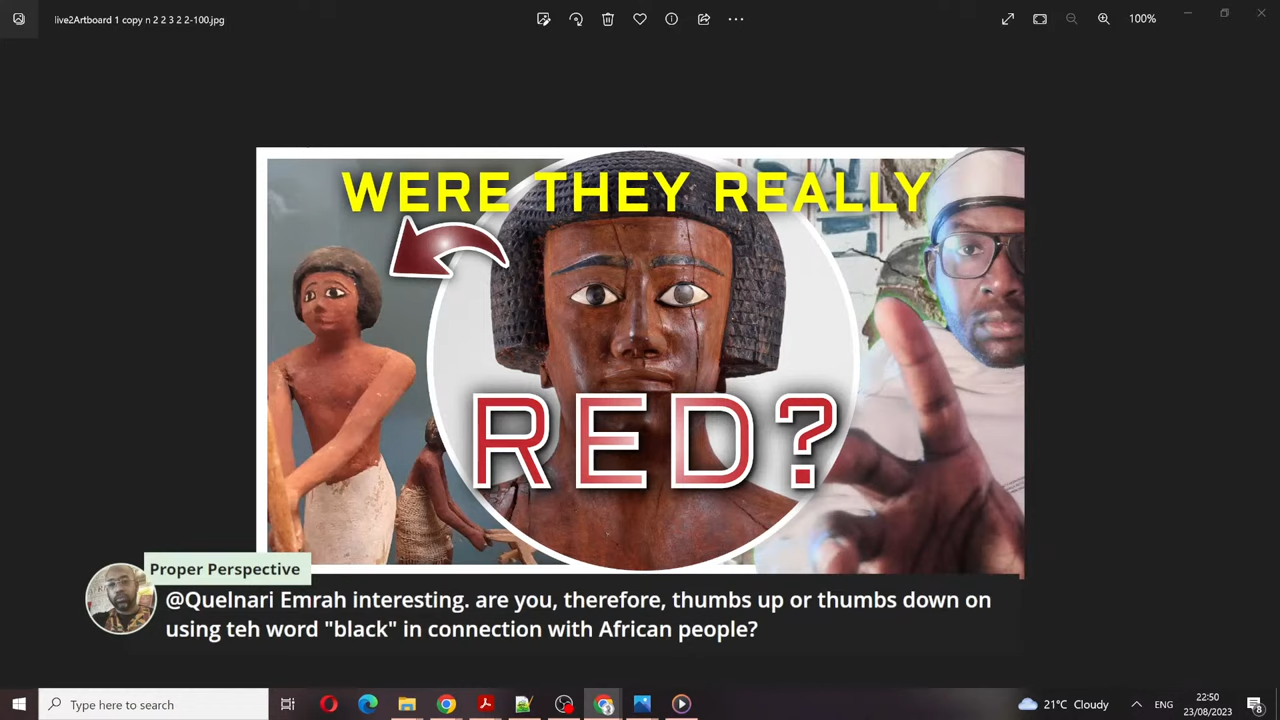 live2Artboard 1 copy n 2 2 3 2 2-100.jpg
100%
WERE THEY REALLY
RED?
Proper Perspective
@Quelnari Emrah interesting. are you, therefore, thumbs up or thumbs down on
using teh word "black" in connection with African people?
Type here to search
21°C Cloudy
ENG
22:50
23/08/2023
8